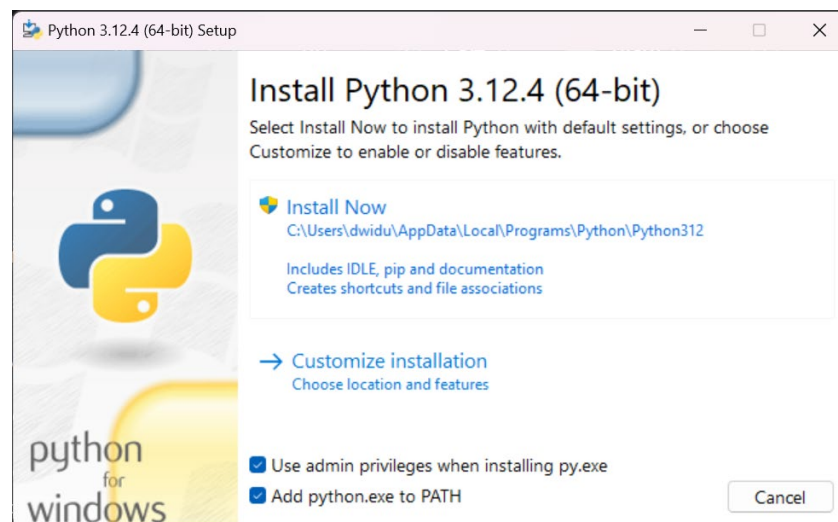 Python 3.12.4 (64-bit) Setup
Install Python 3.12.4 (64-bit)
Select Install Now to install Python with default settings, or choose
Customize to enable or disable features.
Install Now
C:\Users\dwidu\AppData\Local\Programs\Python\Python312
Includes IDLE, pip and documentation
Creates shortcuts and file associations
Customize installation
Choose location and features
python
for
windows
Use admin privileges when installing py.exe
Add python.exe to PATH
Cancel